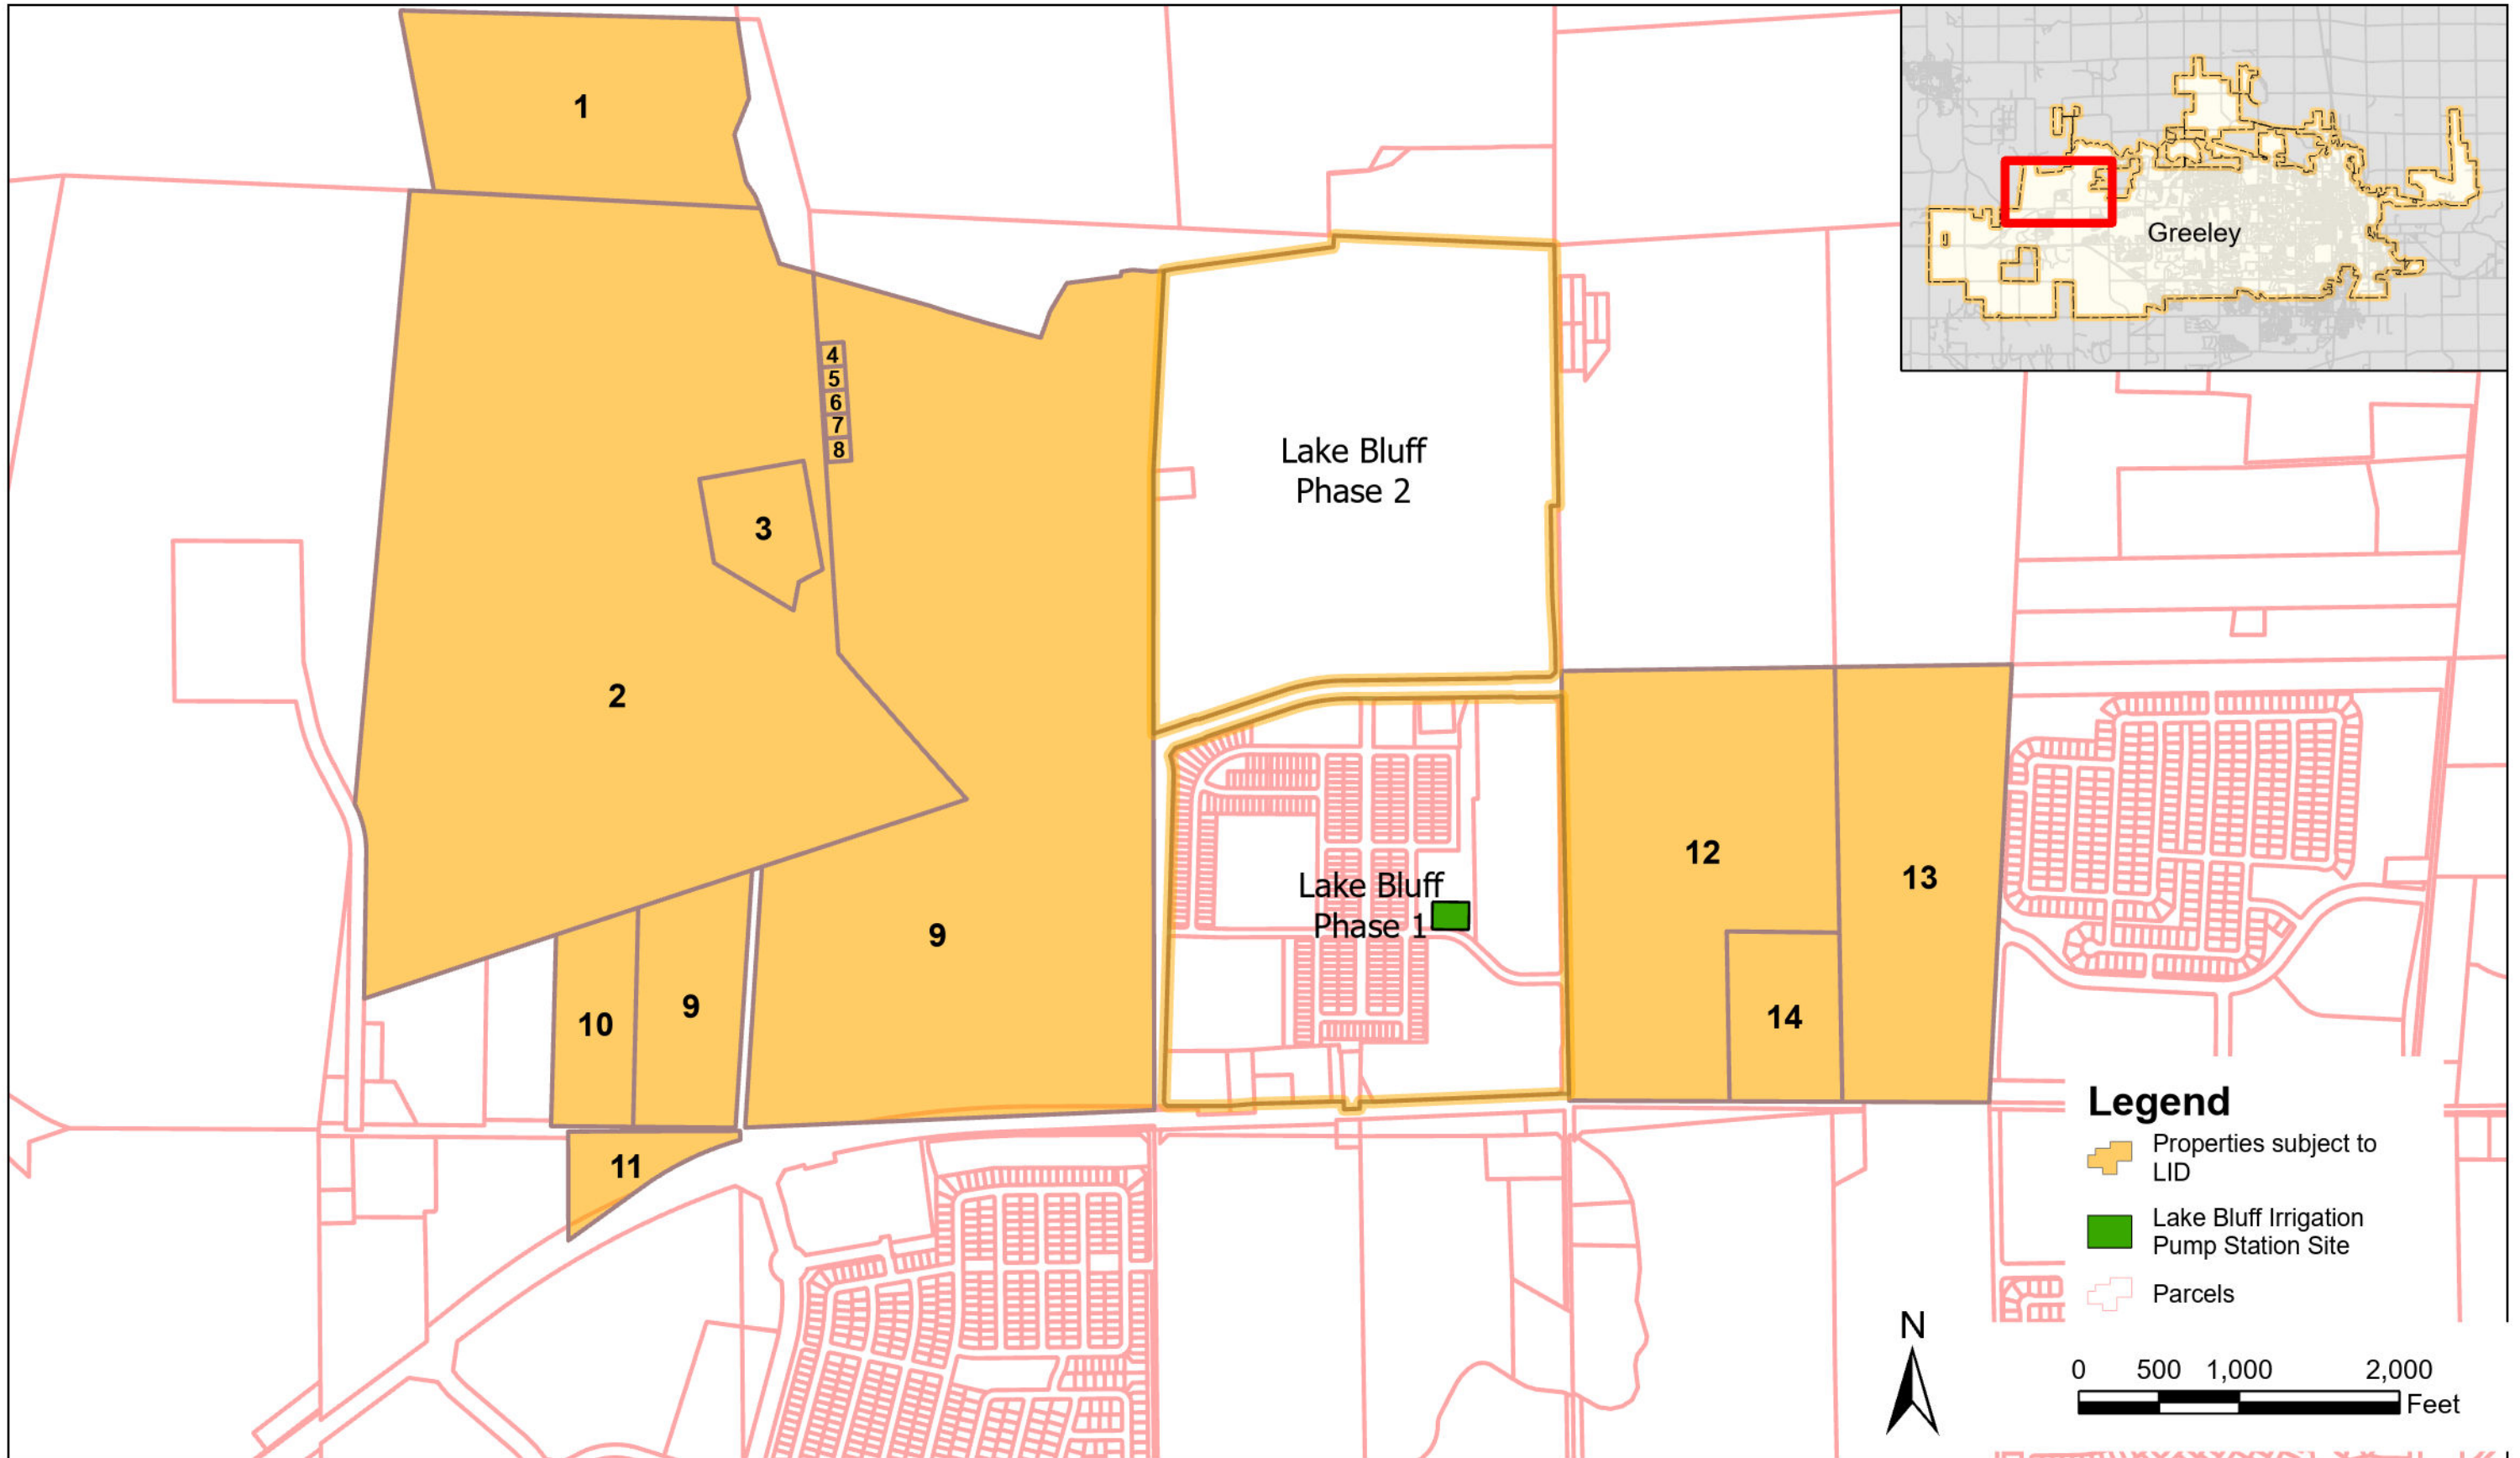 1
Greeley
4
5
6
7
8
Lake Bluff
Phase 2
3
2
12
13
Lake Bluff
Phase 1
9
10
9
14
11
Legend
Properties subject to
LID
Lake Bluff Irrigation
Pump Station Site
Parcels
N
0 500 1,000 2,000
Feet